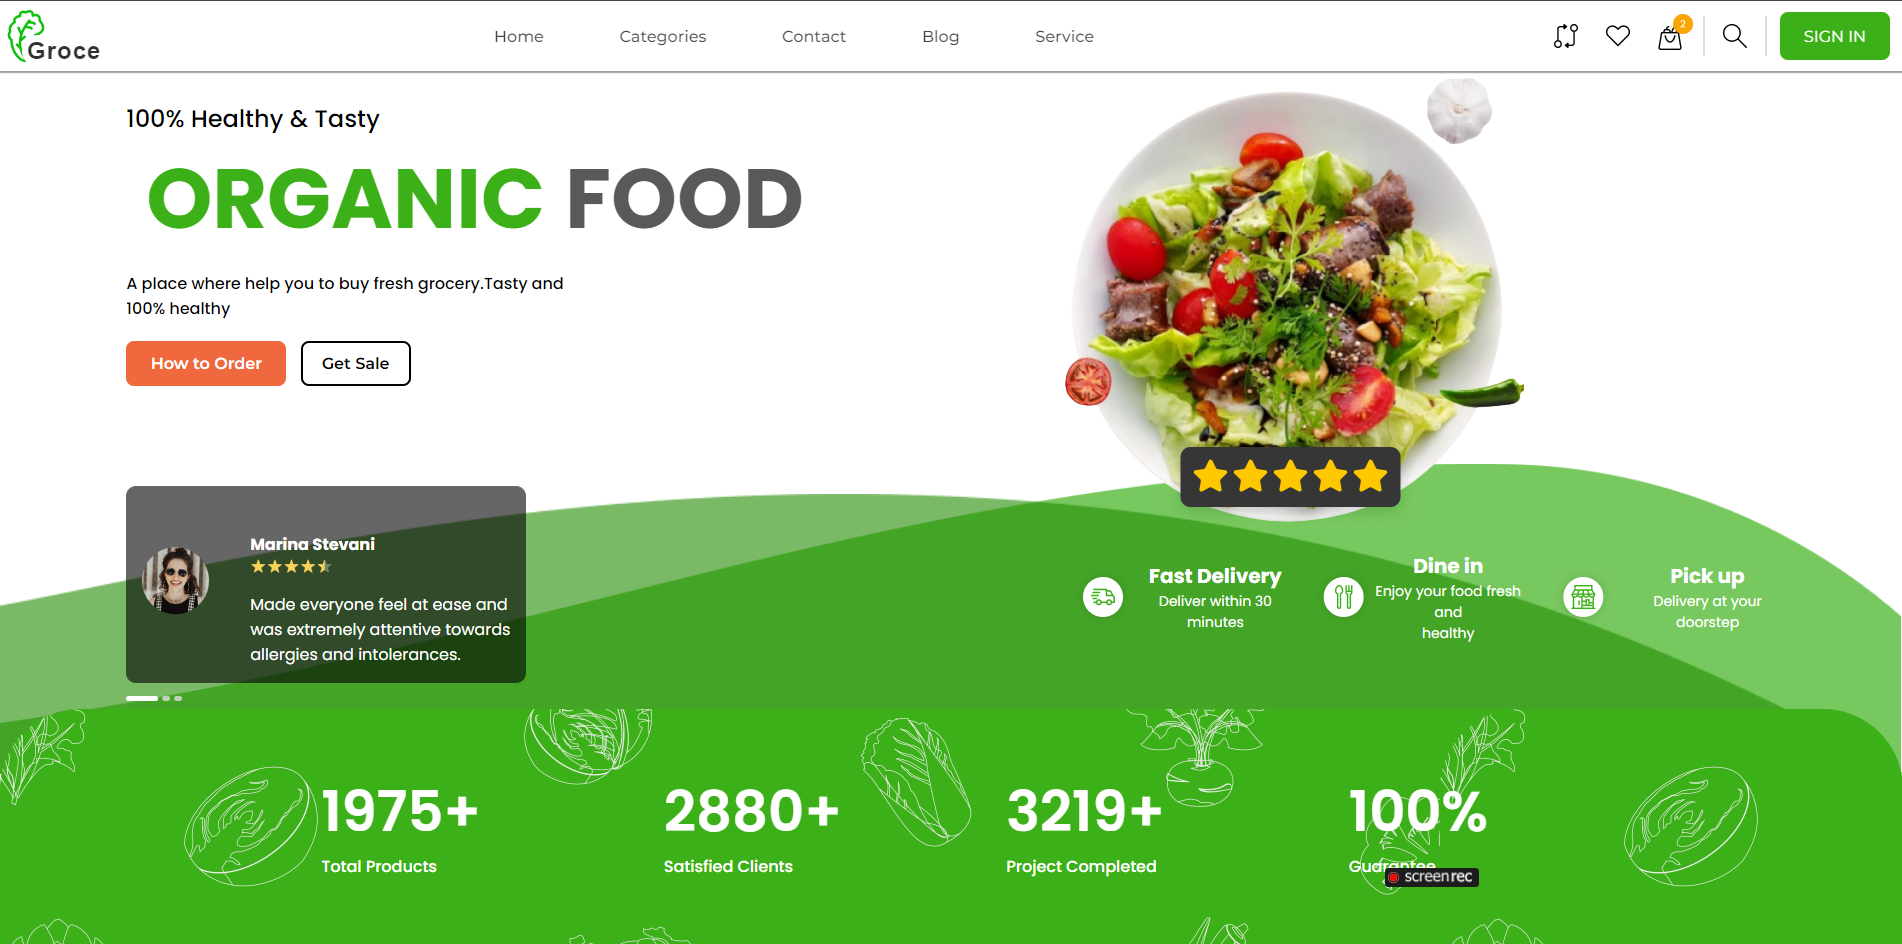 Groce
Home
Categories
Contact
Blog
Service
2
SIGN IN
100% Healthy & Tasty
ORGANIC FOOD
A place where help you to buy fresh grocery.Tasty and
100% healthy
How to Order
Get Sale
Marina Stevani
Made everyone feel at ease and
was extremely attentive towards
allergies and intolerances.
Fast Delivery
Deliver within 30
minutes
Dine in
Enjoy your food fresh
and
healthy
Pick up
Delivery at your
doorstep
1975+
Total Products
2880+
Satisfied Clients
3219+
Project Completed
100%
Guarantee
screenrec